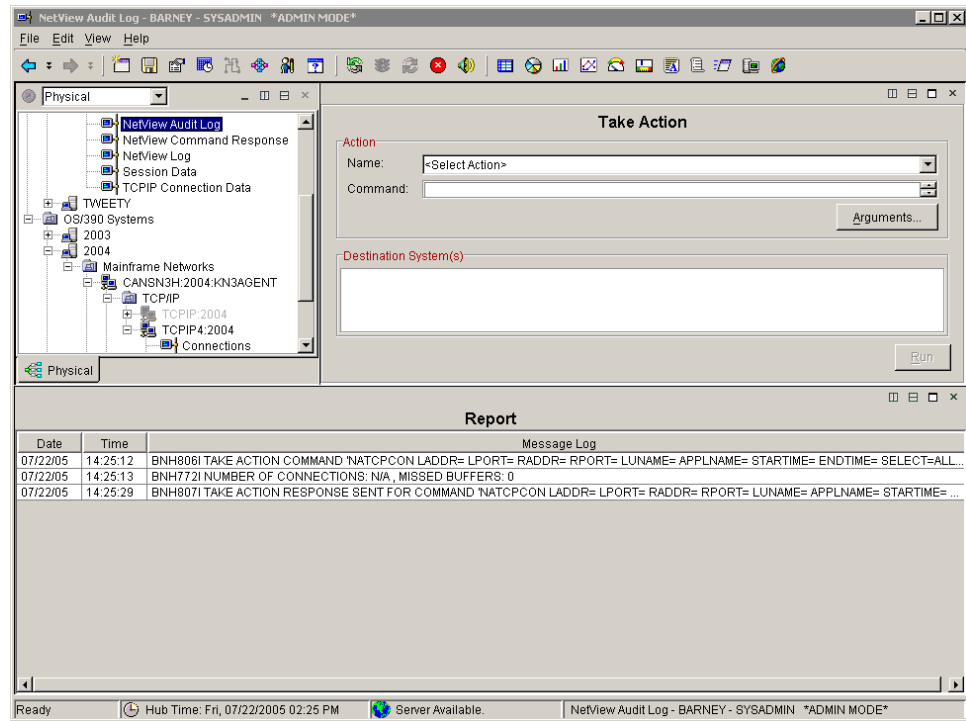 NetView Audit Log - BARNEY - SYSADMIN *ADMIN MODE*
File Edit View Help
Physical
NetView Audit Log
NetView Command Response
NetView Log
Session Data
TCPIP Connection Data
TWEETY
OS/390 Systems
2003
2004
Mainframe Networks
CANSN3H:2004:KN3AGENT
TCP/IP
TCPIP:2004
TCPIP4:2004
Connections
Physical
Take Action
Action
Name: <Select Action>
Command:
Arguments...
Destination System(s)
Run
Report
Date Time Message Log
07/22/05 14:25:12 BNH806I TAKE ACTION COMMAND 'NATCPCON LADDR= LPORT= RADDR= RPORT= LUNAME= APPLNAME= STARTIME= ENDTIME= SELECT=ALL...
07/22/05 14:25:13 BNH772I NUMBER OF CONNECTIONS: N/A , MISSED BUFFERS: 0
07/22/05 14:25:29 BNH807I TAKE ACTION RESPONSE SENT FOR COMMAND 'NATCPCON LADDR= LPORT= RADDR= RPORT= LUNAME= APPLNAME= STARTIME= ...
Ready Hub Time: Fri, 07/22/2005 02:25 PM Server Available. NetView Audit Log - BARNEY - SYSADMIN *ADMIN MODE*